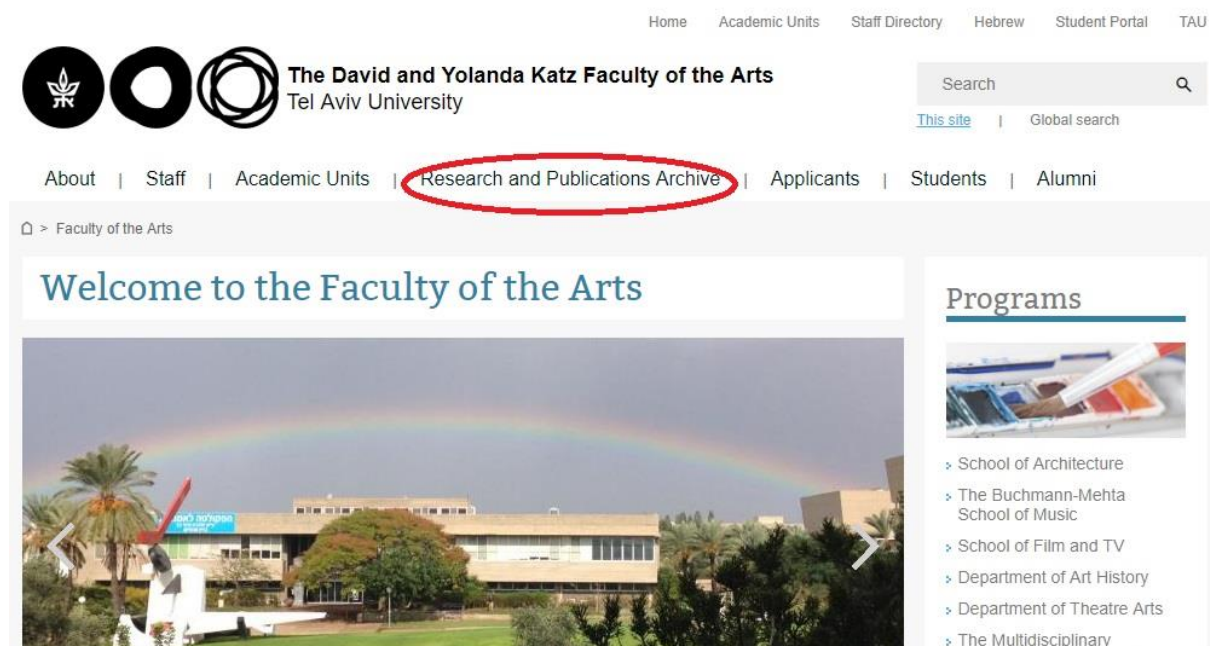 Home Academic Units Staff Directory Hebrew Student Portal TAU
The David and Yolanda Katz Faculty of the Arts
Tel Aviv University
Search
This site | Global search
About | Staff | Academic Units | Research and Publications Archive | Applicants | Students | Alumni
> Faculty of the Arts
Welcome to the Faculty of the Arts
Programs
> School of Architecture
> The Buchmann-Mehta
School of Music
> School of Film and TV
> Department of Art History
> Department of Theatre Arts
> The Multidisciplinary